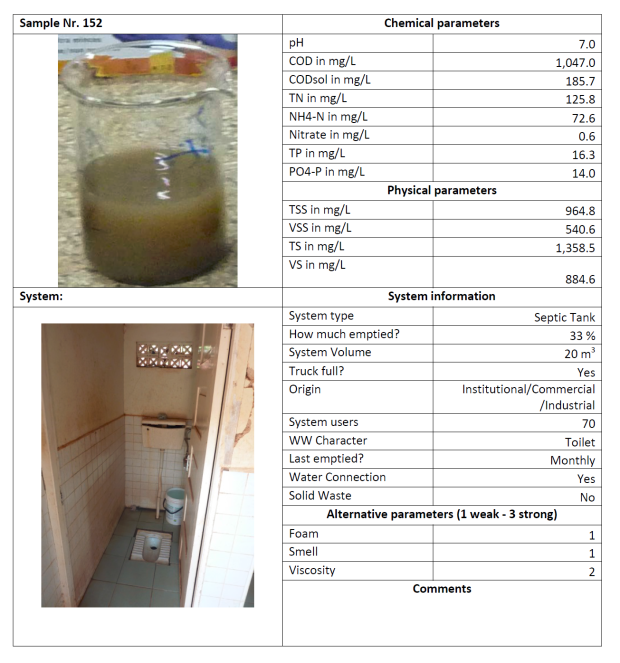 Sample Nr. 152
Chemical parameters
pH 7.0
COD in mg/L 1,047.0
CODsol in mg/L 185.7
TN in mg/L 125.8
NH4-N in mg/L 72.6
Nitrate in mg/L 0.6
TP in mg/L 16.3
PO4-P in mg/L 14.0
Physical parameters
TSS in mg/L 964.8
VSS in mg/L 540.6
TS in mg/L 1,358.5
VS in mg/L 884.6
System:
System information
System type Septic Tank
How much emptied? 33 %
System Volume 20 m³
Truck full? Yes
Origin Institutional/Commercial
/Industrial
System users 70
WW Character Toilet
Last emptied? Monthly
Water Connection Yes
Solid Waste No
Alternative parameters (1 weak - 3 strong)
Foam 1
Smell 1
Viscosity 2
Comments